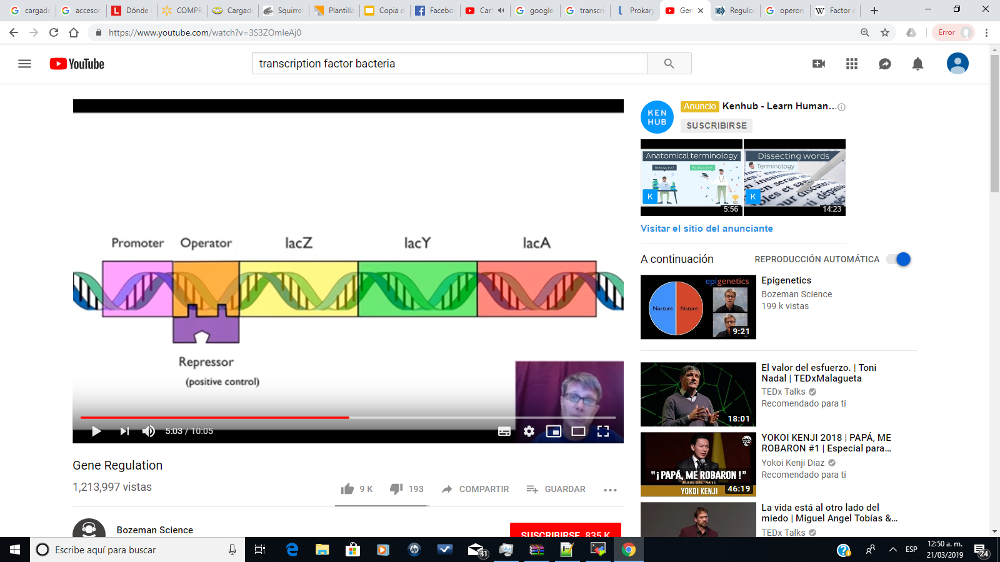 cargado
accesor
Dónde
COMPR
Cargado
Squirrel
Plantilla
Copia d
Facebo
Cart
google
transcri
Prokary
Gen
Regulo
operon
Factor
https://www.youtube.com/watch?v=3S3ZOmleAj0
Error
YouTube
transcription factor bacteria
Promoter Operator lacZ lacY lacA
Repressor
(positive control)
5:03 / 10:05
Gene Regulation
1,213,997 vistas
9 K 193 COMPARTIR GUARDAR
Bozeman Science
SUSCRIBIRSE 835 K
KEN
HUB
Anuncio Kenhub - Learn Human...
SUSCRIBIRSE
Anatomical terminology
5:56
Dissecting words
Terminology
14:23
Visitar el sitio del anunciante
A continuación REPRODUCCIÓN AUTOMÁTICA
epigenetics
Nurture Nature
9:21
Epigenetics
Bozeman Science
199 k vistas
18:01
El valor del esfuerzo. | Toni
Nadal | TEDxMalagueta
TEDx Talks
Recomendado para ti
“¡ PAPÁ, ME ROBARON !”
YOKOI KENJI
46:19
YOKOI KENJI 2018 | PAPÁ, ME
ROBARON #1 | Especial para...
Yokoi Kenji Diaz
Recomendado para ti
La vida está al otro lado del
miedo | Miguel Angel Tobías &...
TEDx Talks
Escribe aquí para buscar
31
ESP
12:50 a. m.
21/03/2019
24